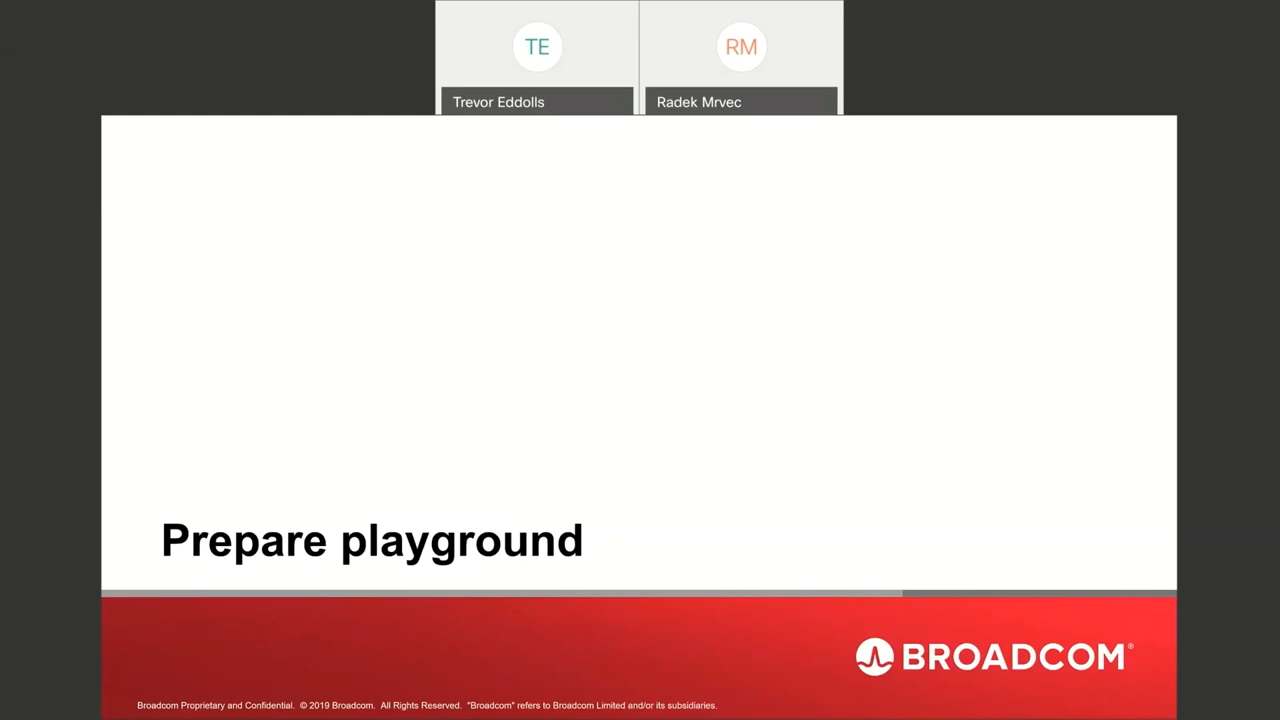 TE
RM
Trevor Eddolls
Radek Mrvec
Prepare playground
BROADCOM®
Broadcom Proprietary and Confidential. © 2019 Broadcom. All Rights Reserved. "Broadcom" refers to Broadcom Limited and/or its subsidiaries.